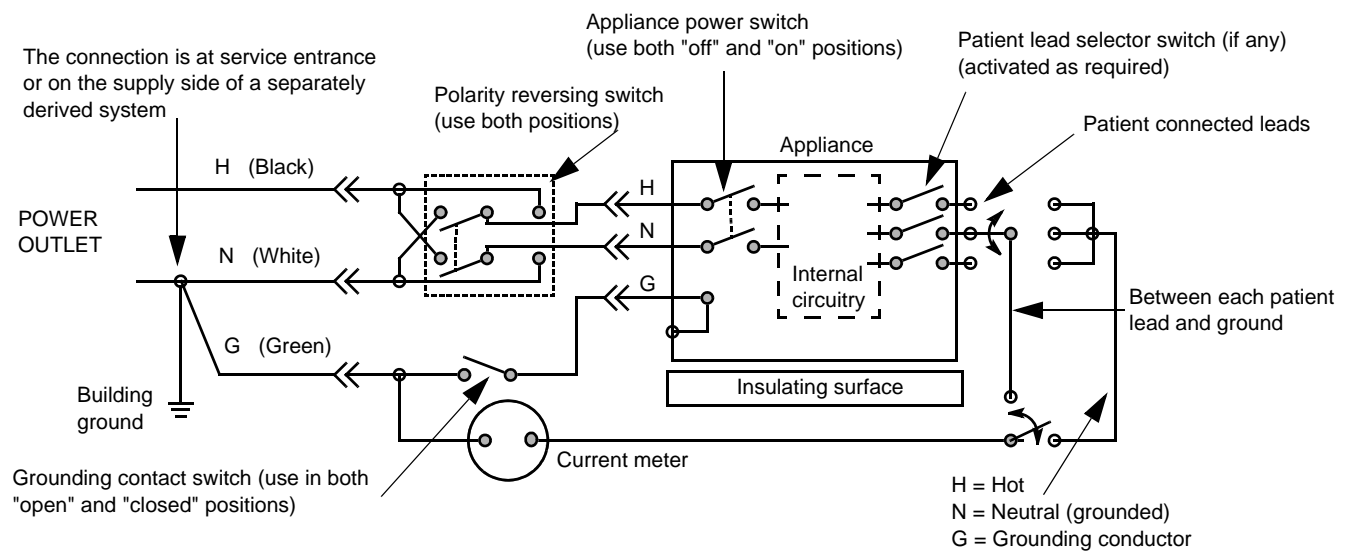 Appliance power switch
(use both "off" and "on" positions)
Patient lead selector switch (if any)
(activated as required)
The connection is at service entrance
or on the supply side of a separately
derived system
Polarity reversing switch
(use both positions)
Patient connected leads
Appliance
H (Black)
H
POWER
OUTLET
N (White)
N
Internal
circuitry
G
Between each patient
lead and ground
G (Green)
Insulating surface
Building
ground
Current meter
Grounding contact switch (use in both
"open" and "closed" positions)
H = Hot
N = Neutral (grounded)
G = Grounding conductor